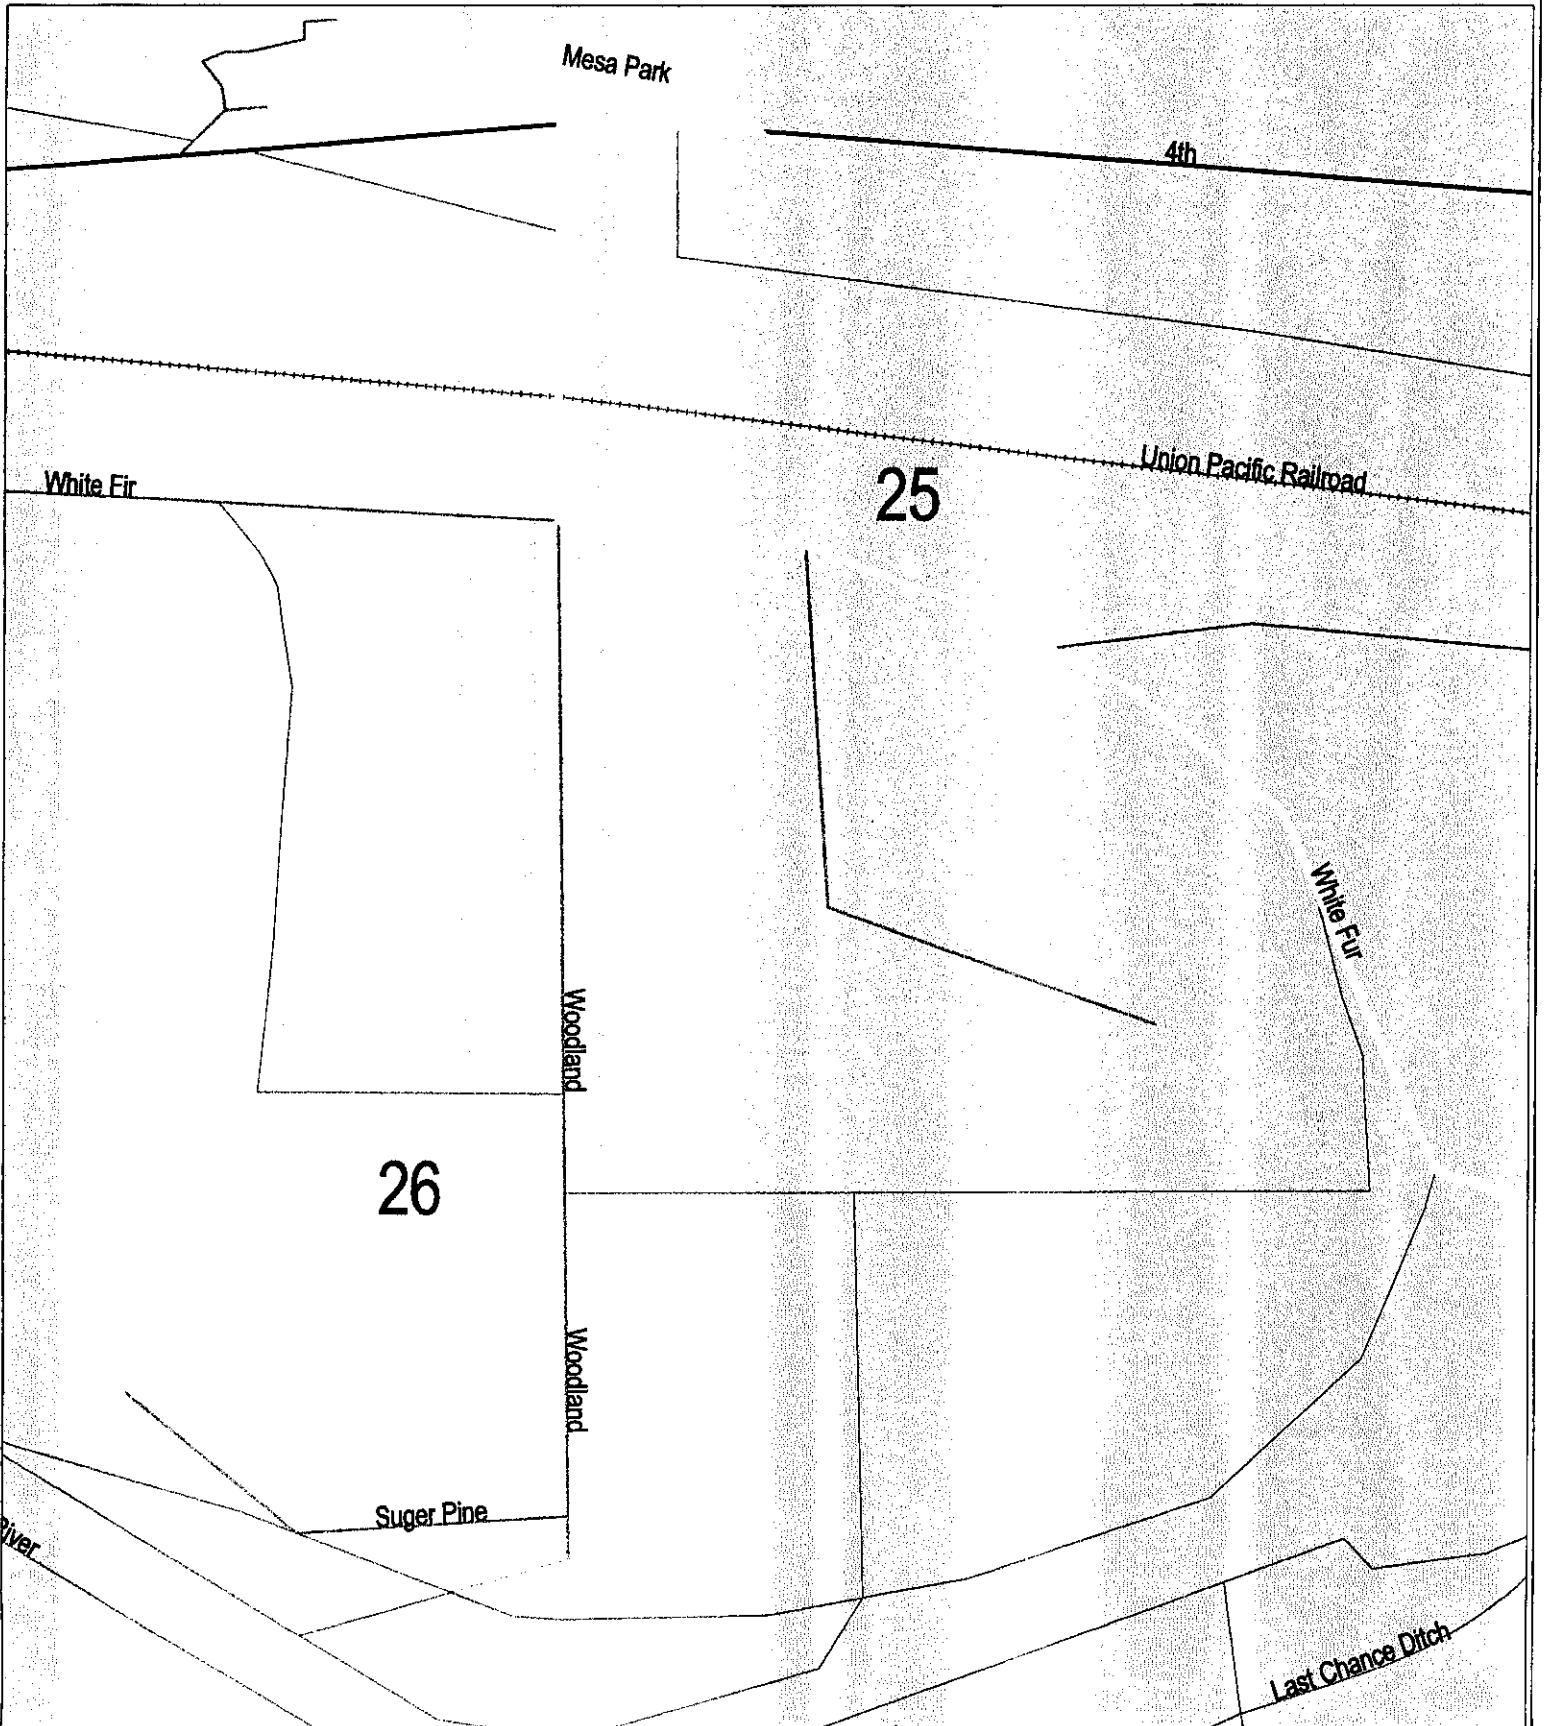 Mesa Park
4th
Union Pacific Railroad
25
White Fir
White Fur
Woodland
26
Woodland
Suger Pine
River
Last Chance Ditch